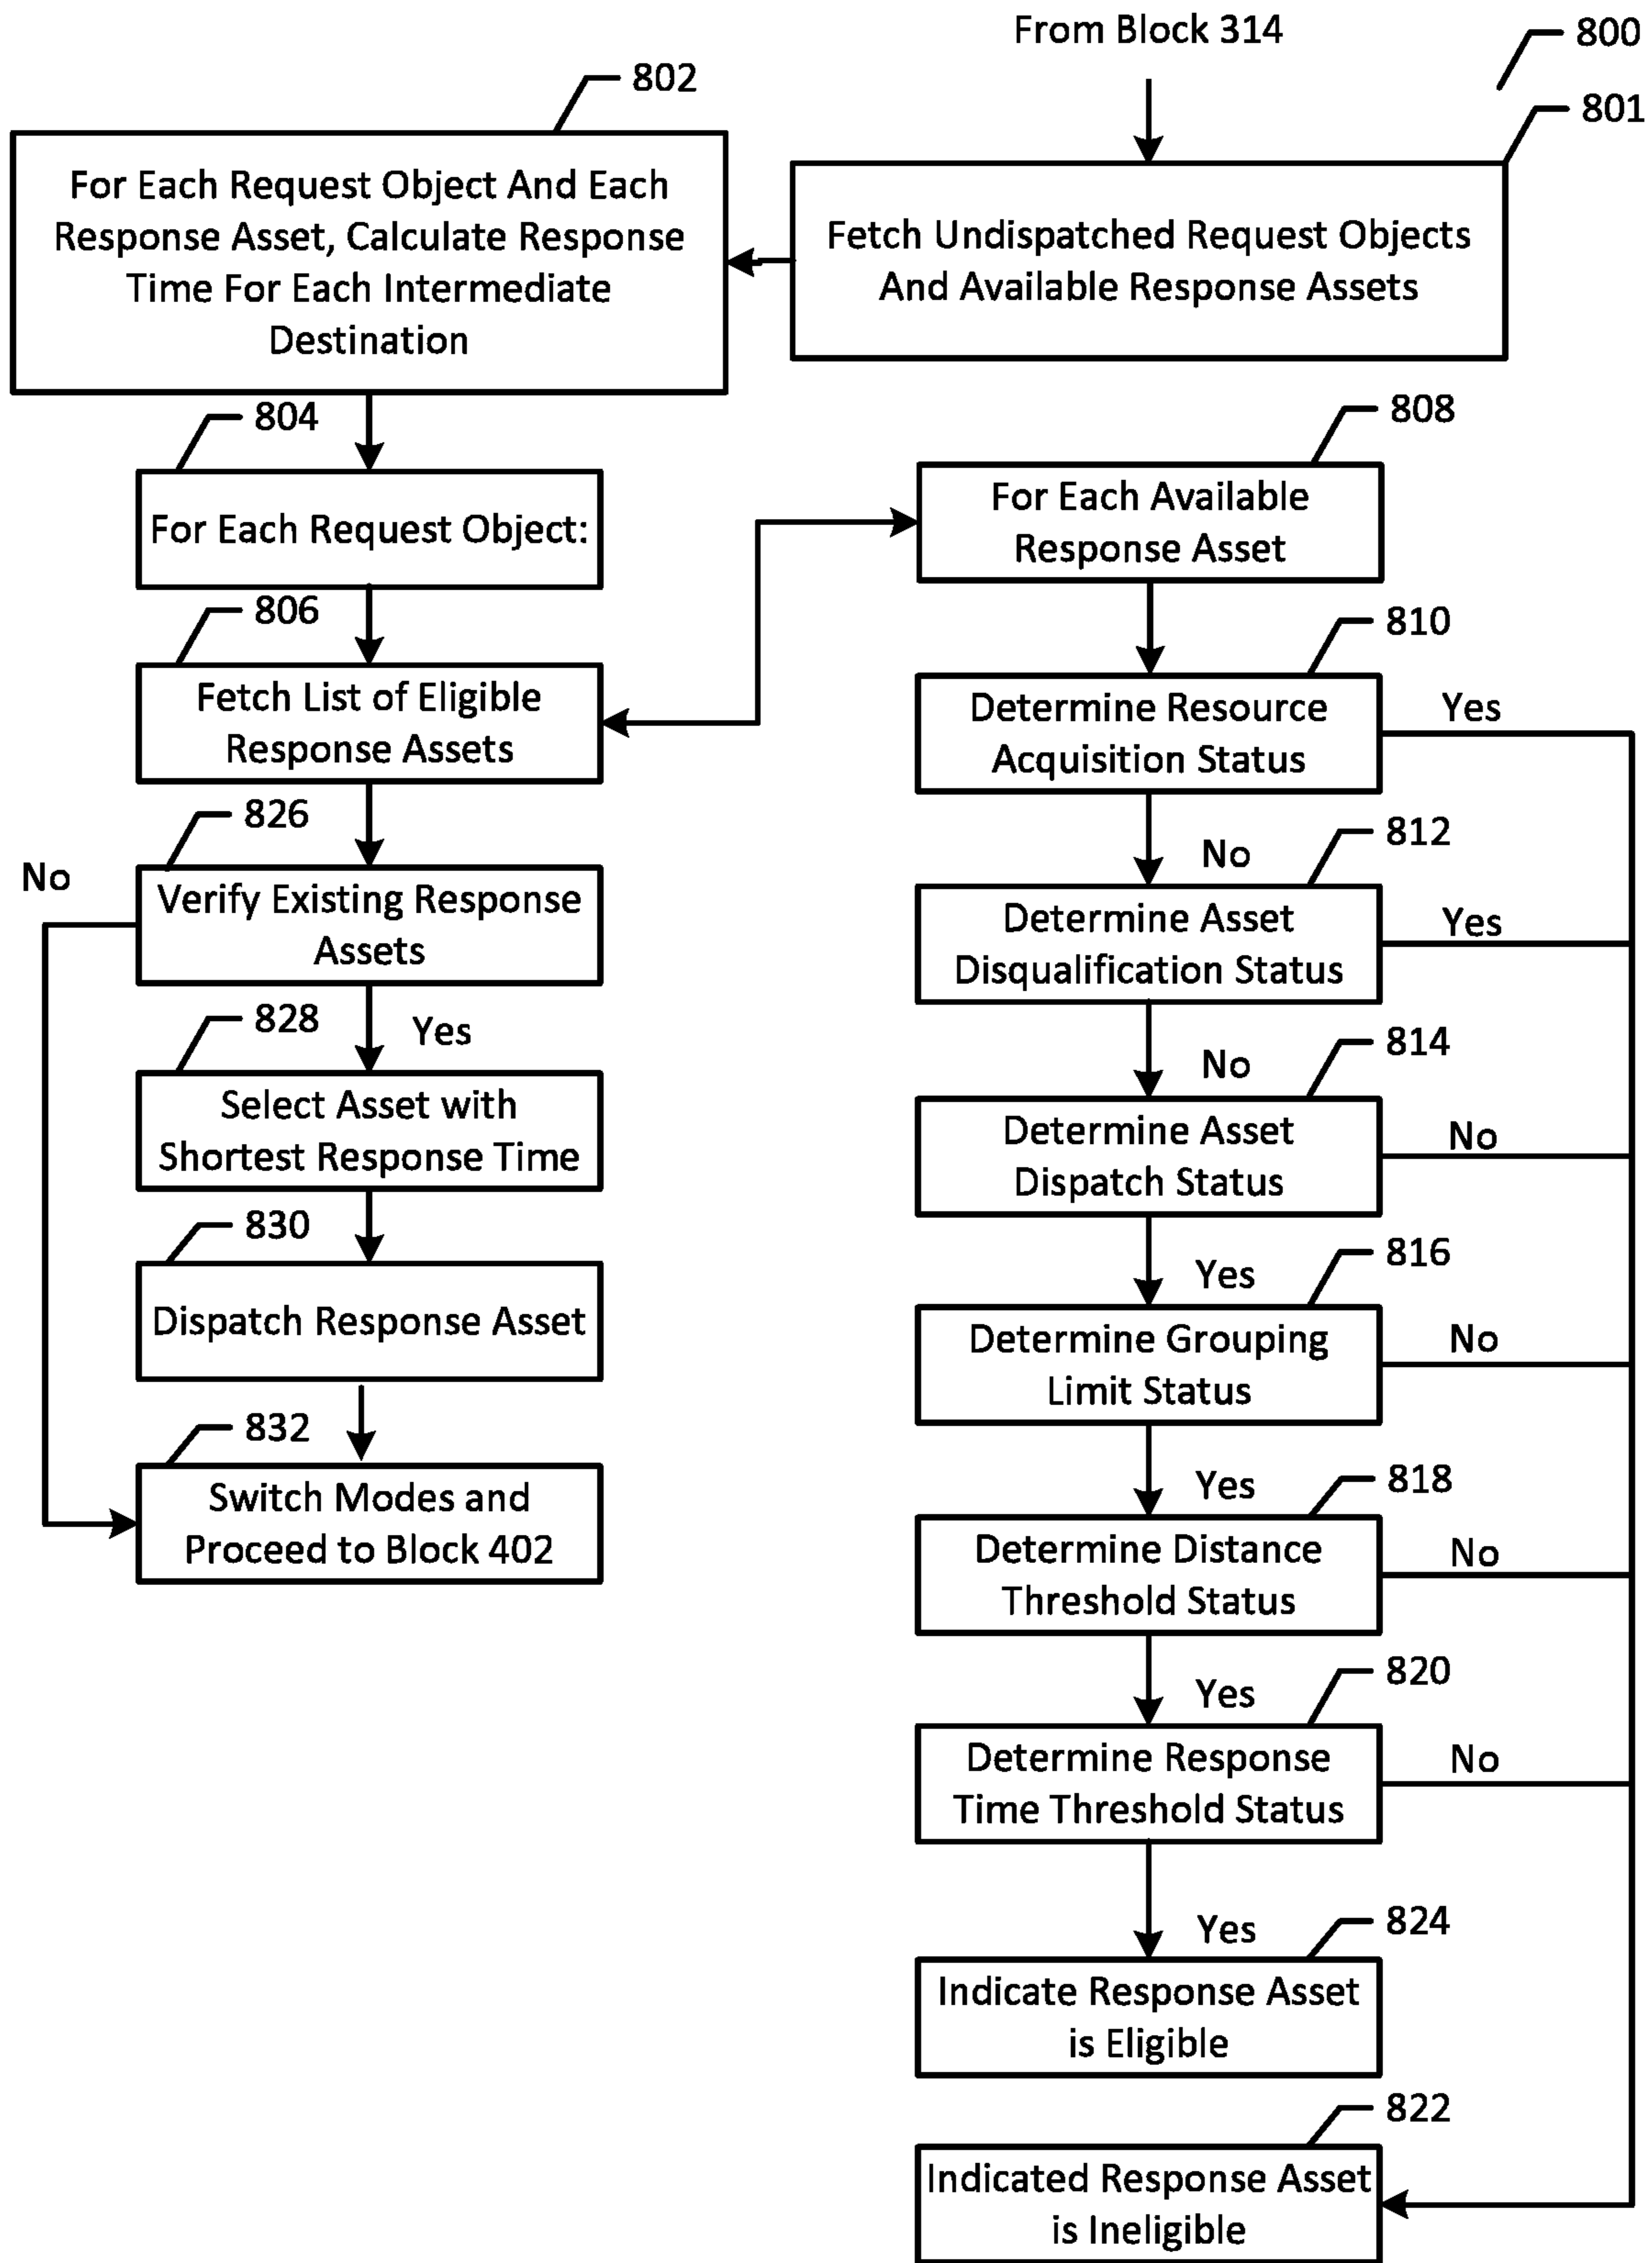 From Block 314
800
801
Fetch Undispatched Request Objects
And Available Response Assets
802
For Each Request Object And Each
Response Asset, Calculate Response
Time For Each Intermediate
Destination
804
For Each Request Object:
806
Fetch List of Eligible
Response Assets
808
For Each Available
Response Asset
810
Determine Resource
Acquisition Status
Yes
No
812
Determine Asset
Disqualification Status
Yes
No
814
Determine Asset
Dispatch Status
No
Yes
816
Determine Grouping
Limit Status
No
Yes
818
Determine Distance
Threshold Status
No
Yes
820
Determine Response
Time Threshold Status
No
Yes
824
Indicate Response Asset
is Eligible
822
Indicated Response Asset
is Ineligible
826
No
Verify Existing Response
Assets
Yes
828
Select Asset with
Shortest Response Time
830
Dispatch Response Asset
832
Switch Modes and
Proceed to Block 402